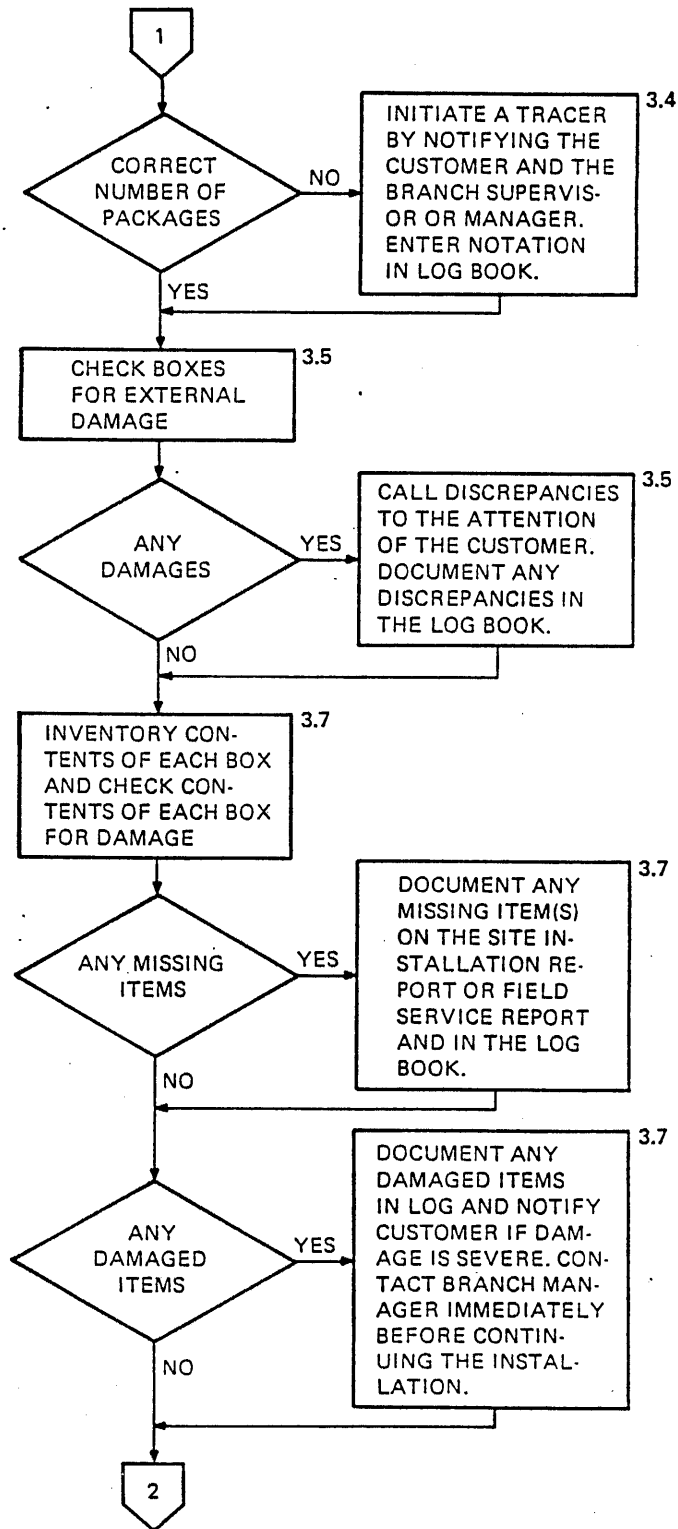 1
CORRECT
NUMBER OF
PACKAGES
NO
3.4
INITIATE A TRACER
BY NOTIFYING THE
CUSTOMER AND THE
BRANCH SUPERVIS-
OR OR MANAGER.
ENTER NOTATION
IN LOG BOOK.
YES
3.5
CHECK BOXES
FOR EXTERNAL
DAMAGE
ANY
DAMAGES
YES
3.5
CALL DISCREPANCIES
TO THE ATTENTION
OF THE CUSTOMER.
DOCUMENT ANY
DISCREPANCIES IN
THE LOG BOOK.
NO
3.7
INVENTORY CON-
TENTS OF EACH BOX
AND CHECK CON-
TENTS OF EACH BOX
FOR DAMAGE
ANY MISSING
ITEMS
YES
3.7
DOCUMENT ANY
MISSING ITEM(S)
ON THE SITE IN-
STALLATION RE-
PORT OR FIELD
SERVICE REPORT
AND IN THE LOG
BOOK.
NO
ANY
DAMAGED
ITEMS
YES
3.7
DOCUMENT ANY
DAMAGED ITEMS
IN LOG AND NOTIFY
CUSTOMER IF DAM-
AGE IS SEVERE. CON-
TACT BRANCH MAN-
AGER IMMEDIATELY
BEFORE CONTIN-
UING THE INSTAL-
LATION.
NO
2